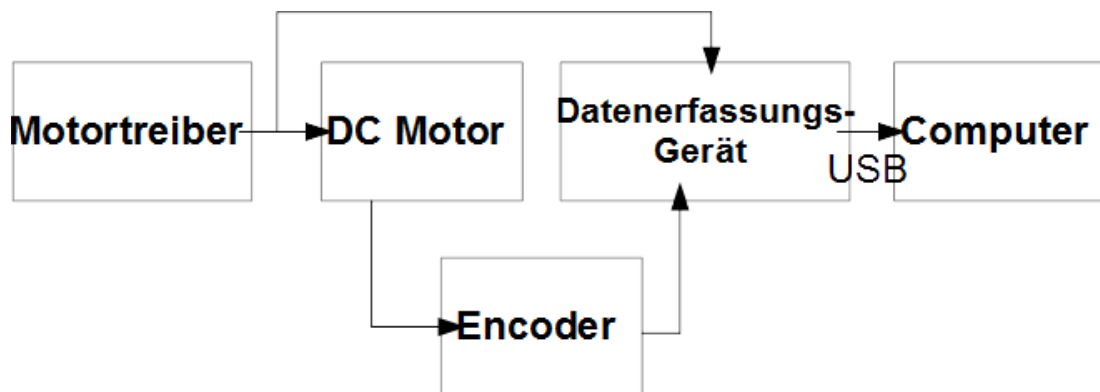 Motortreiber
DC Motor
Datenerfassungs-
Gerät
USB
Computer
Encoder